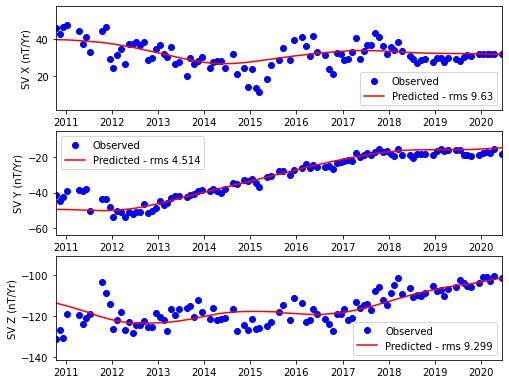 SV X (nT/Yr)
40
20
Observed
Predicted - rms 9.63
2011 2012 2013 2014 2015 2016 2017 2018 2019 2020
SV Y (nT/Yr)
−20
−40
−60
Observed
Predicted - rms 4.514
2011 2012 2013 2014 2015 2016 2017 2018 2019 2020
SV Z (nT/Yr)
−100
−120
−140
Observed
Predicted - rms 9.299
2011 2012 2013 2014 2015 2016 2017 2018 2019 2020